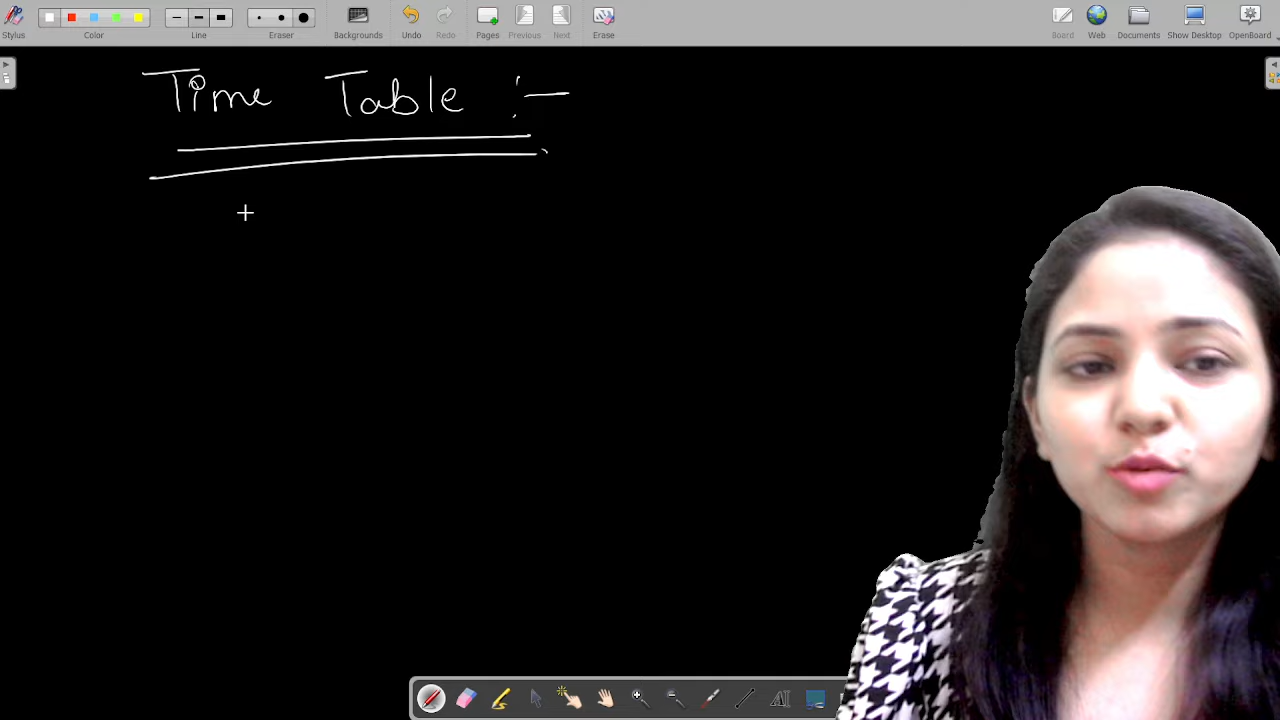 Stylus Color Line Eraser Backgrounds Undo Redo Pages Previous Next Erase Board Web Documents Show Desktop OpenBoard
Time Table :-